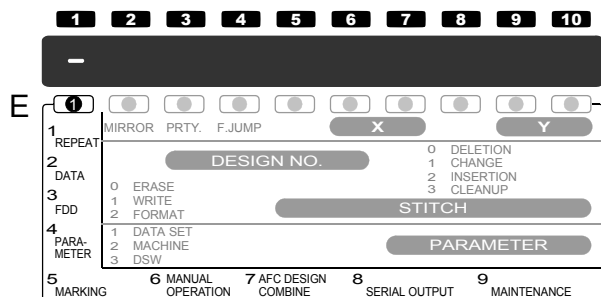 1 2 3 4 5 6 7 8 9 10
-
E 1
1 REPEAT MIRROR PRTY. F.JUMP X Y
2 DATA DESIGN NO. 0 DELETION
1 CHANGE
2 INSERTION
3 CLEANUP
3 FDD 0 ERASE
1 WRITE
2 FORMAT
STITCH
4 PARA-
METER
1 DATA SET
2 MACHINE
3 DSW
PARAMETER
5 MARKING
6 MANUAL
OPERATION
7 AFC DESIGN
COMBINE
8 SERIAL OUTPUT
9 MAINTENANCE